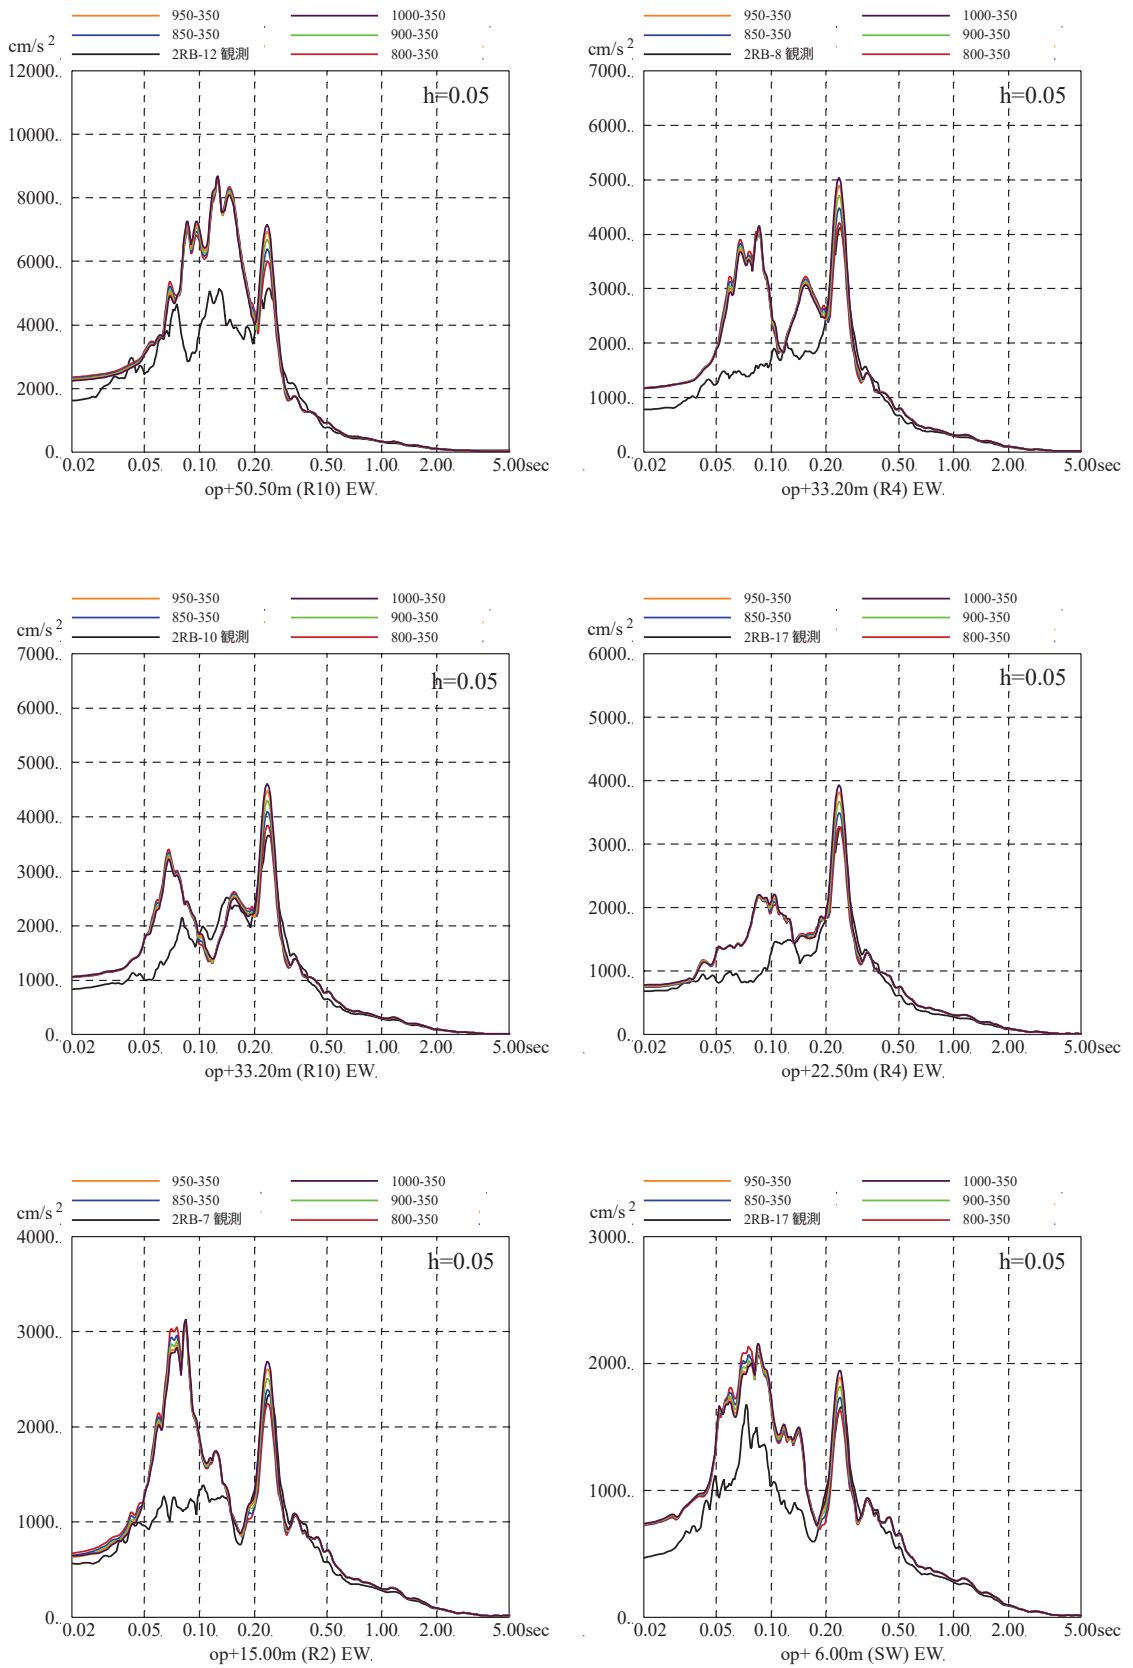 950-350 1000-350
850-350 900-350
2RB-12 観測 800-350
cm/s 2
h=0.05
12000.
10000.
8000.
6000.
4000.
2000.
0.
0.02 0.05 0.10 0.20 0.50 1.00 2.00 5.00sec
op+50.50m (R10) EW.
950-350 1000-350
850-350 900-350
2RB-8 観測 800-350
cm/s 2
h=0.05
7000.
6000.
5000.
4000.
3000.
2000.
1000.
0.
0.02 0.05 0.10 0.20 0.50 1.00 2.00 5.00sec
op+33.20m (R4) EW.
950-350 1000-350
850-350 900-350
2RB-10 観測 800-350
cm/s 2
h=0.05
7000.
6000.
5000.
4000.
3000.
2000.
1000.
0.
0.02 0.05 0.10 0.20 0.50 1.00 2.00 5.00sec
op+33.20m (R10) EW.
950-350 1000-350
850-350 900-350
2RB-17 観測 800-350
cm/s 2
h=0.05
6000.
5000.
4000.
3000.
2000.
1000.
0.
0.02 0.05 0.10 0.20 0.50 1.00 2.00 5.00sec
op+22.50m (R4) EW.
950-350 1000-350
850-350 900-350
2RB-7 観測 800-350
cm/s 2
h=0.05
4000.
3000.
2000.
1000.
0.
0.02 0.05 0.10 0.20 0.50 1.00 2.00 5.00sec
op+15.00m (R2) EW.
950-350 1000-350
850-350 900-350
2RB-17 観測 800-350
cm/s 2
h=0.05
3000.
2000.
1000.
0.
0.02 0.05 0.10 0.20 0.50 1.00 2.00 5.00sec
op+ 6.00m (SW) EW.